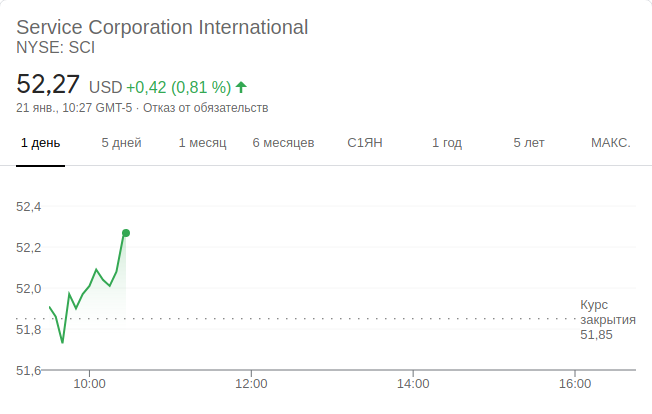 Service Corporation International
NYSE: SCI
52,27 USD +0,42 (0,81 %)
21 янв., 10:27 GMT-5 · Отказ от обязательств
1 день 5 дней 1 месяц 6 месяцев С1ЯН 1 год 5 лет МАКС.
52,4
52,2
52,0
51,8
51,6
Курс
закрытия
51,85
10:00 12:00 14:00 16:00